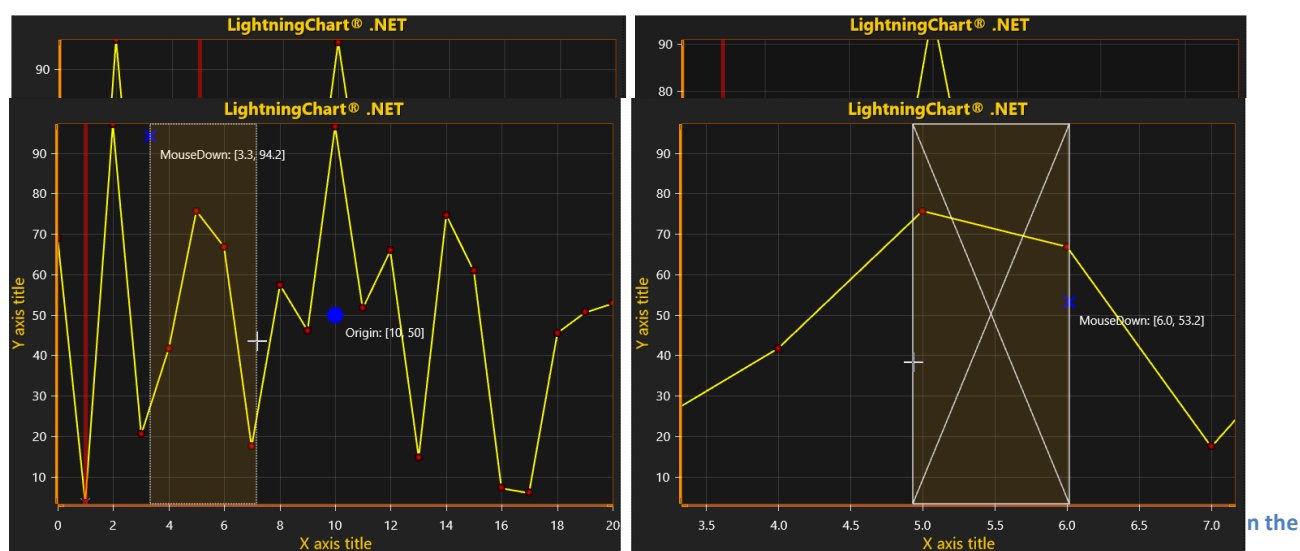 LightningChart® .NET
90
LightningChart® .NET
90
80
LightningChart® .NET
90
80
70
60
50
40
30
20
10
Y axis title
MouseDown: [3.3, 94.2]
Origin: [10, 50]
0 2 4 6 8 10 12 14 16 18 20
X axis title
LightningChart® .NET
90
80
70
60
50
40
30
20
10
Y axis title
MouseDown: [6.0, 53.2]
3.5 4.0 4.5 5.0 5.5 6.0 6.5 7.0
X axis title
n the